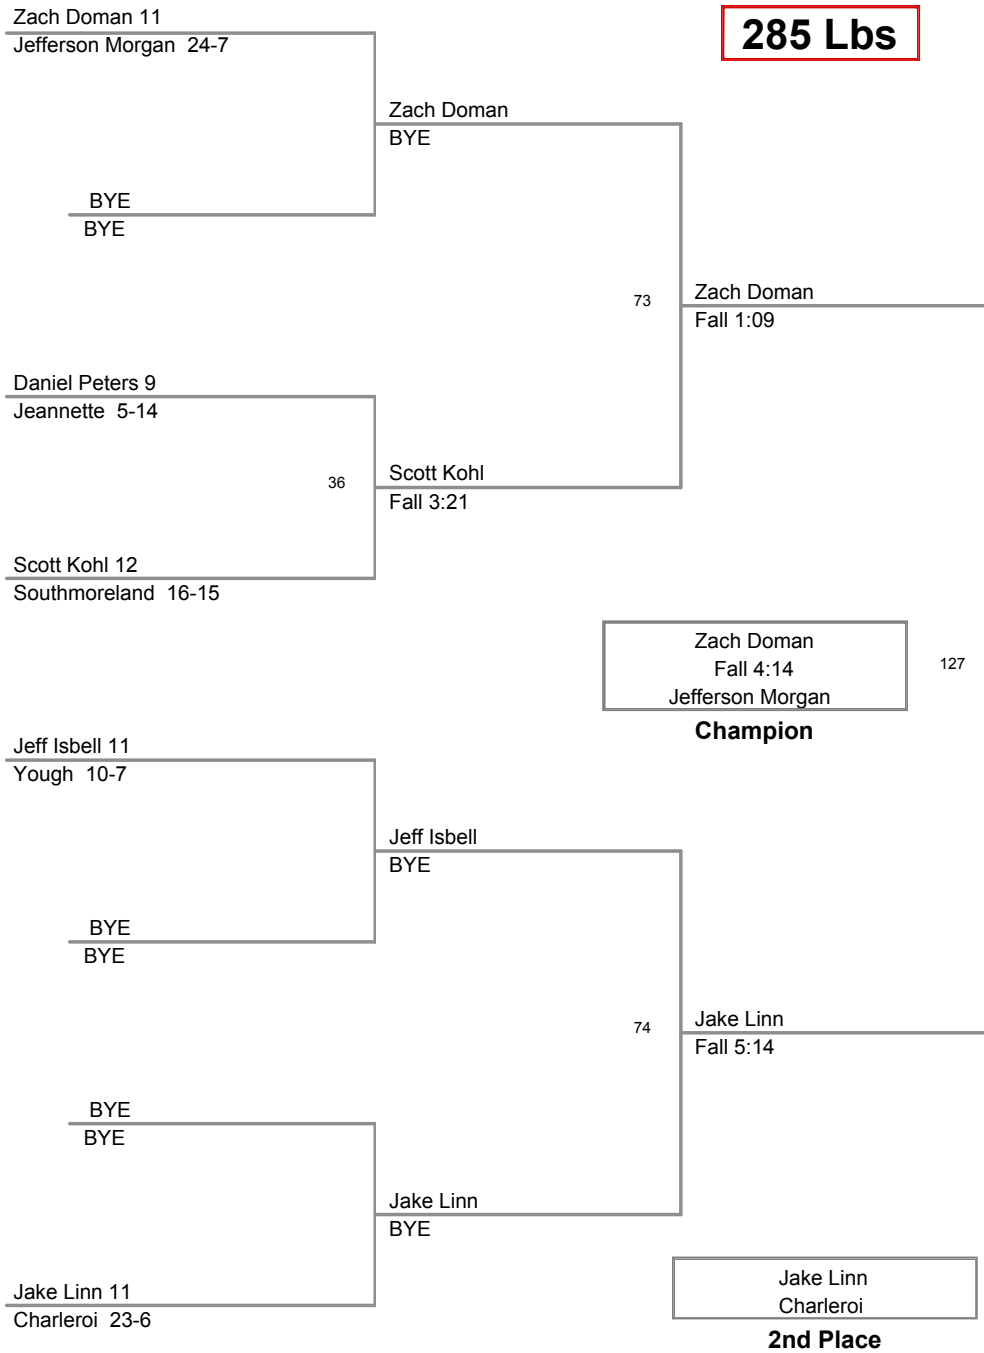 Zach Doman 11
Jefferson Morgan  24-7
285 Lbs
Zach Doman
BYE
BYE
BYE
73
Zach Doman
Fall 1:09
Daniel Peters 9
Jeannette  5-14
36
Scott Kohl
Fall 3:21
Scott Kohl 12
Southmoreland  16-15
Zach Doman
Fall 4:14
Jefferson Morgan
127
Champion
Jeff Isbell 11
Yough  10-7
Jeff Isbell
BYE
BYE
BYE
74
Jake Linn
Fall 5:14
BYE
BYE
Jake Linn
BYE
Jake Linn 11
Charleroi  23-6
Jake Linn
Charleroi
2nd Place